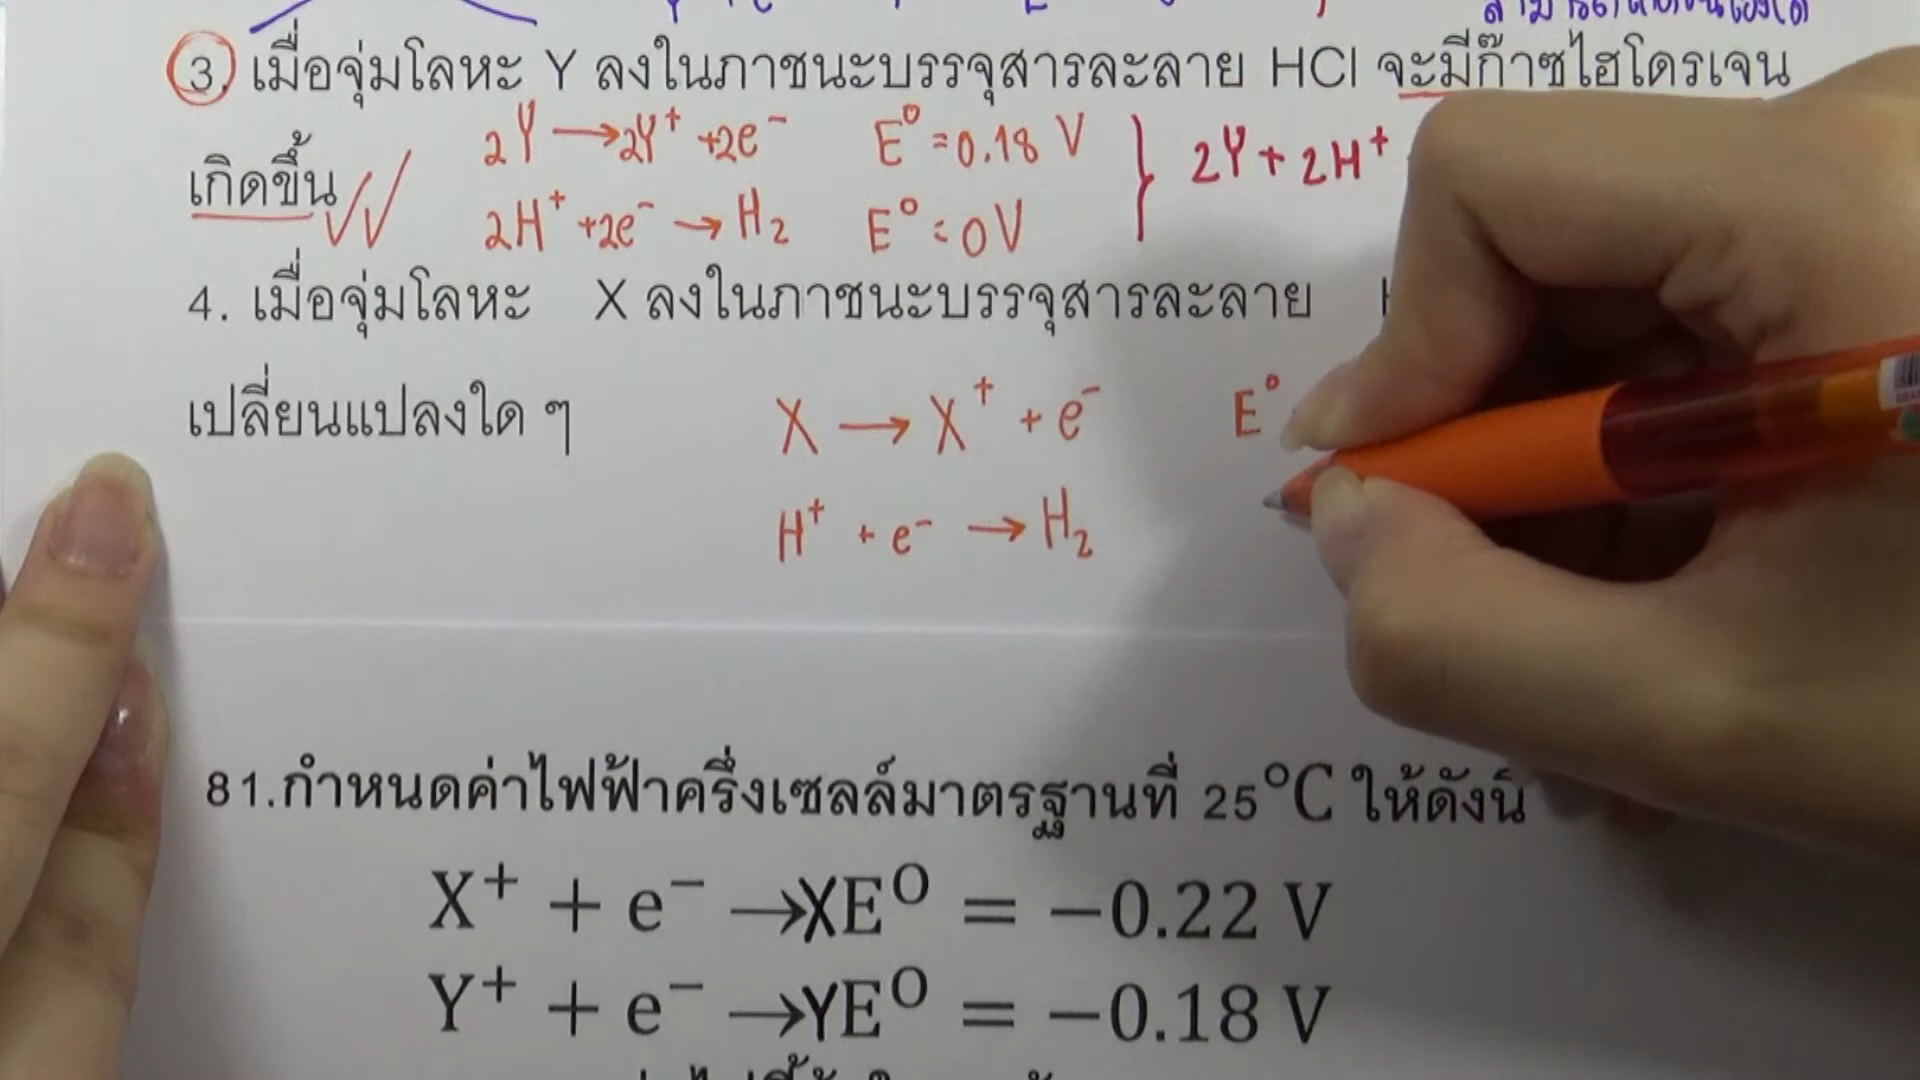 3. เมื่อจุ่มโลหะ Y ลงในภาชนะบรรจุสารละลาย HCl จะมีก๊าซไฮโดรเจน
เกิดขึ้น
2Y → 2Y⁺ + 2e⁻ E° = 0.18 V } 2Y + 2H⁺
2H⁺ + 2e⁻ → H₂ E° = 0 V
4. เมื่อจุ่มโลหะ X ลงในภาชนะบรรจุสารละลาย
เปลี่ยนแปลงใด ๆ
X → X⁺ + e⁻ E°
H⁺ + e⁻ → H₂
81.กำหนดค่าไฟฟ้าครึ่งเซลล์มาตรฐานที่ 25°C ให้ดังนี้
X⁺ + e⁻ →XE⁰ = −0.22 V
Y⁺ + e⁻ →YE⁰ = −0.18 V